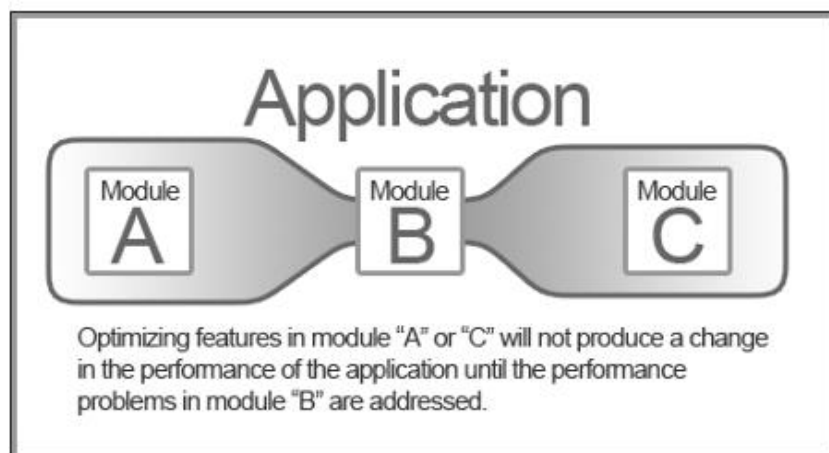 Application
Module
A
Module
B
Module
C
Optimizing features in module “A” or “C” will not produce a change
in the performance of the application until the performance
problems in module “B” are addressed.